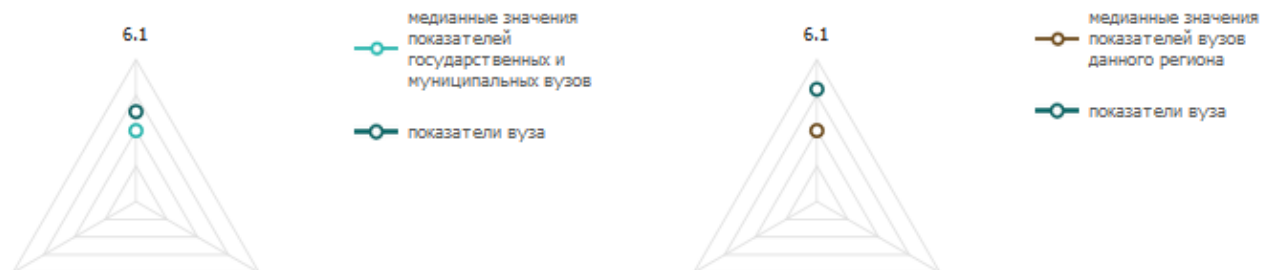 6.1
медианные значения
показателей
государственных и
муниципальных вузов
показатели вуза
6.1
медианные значения
показателей вузов
данного региона
показатели вуза